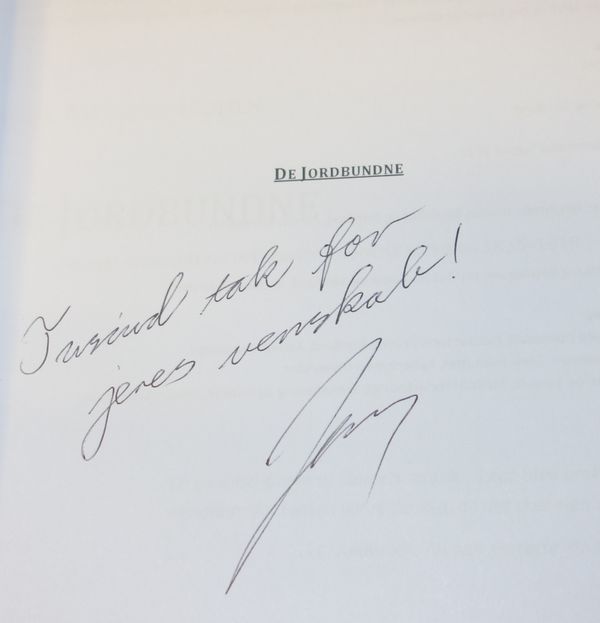 DE JORDBUNDNE
Tusind tak for
jeres venskab!